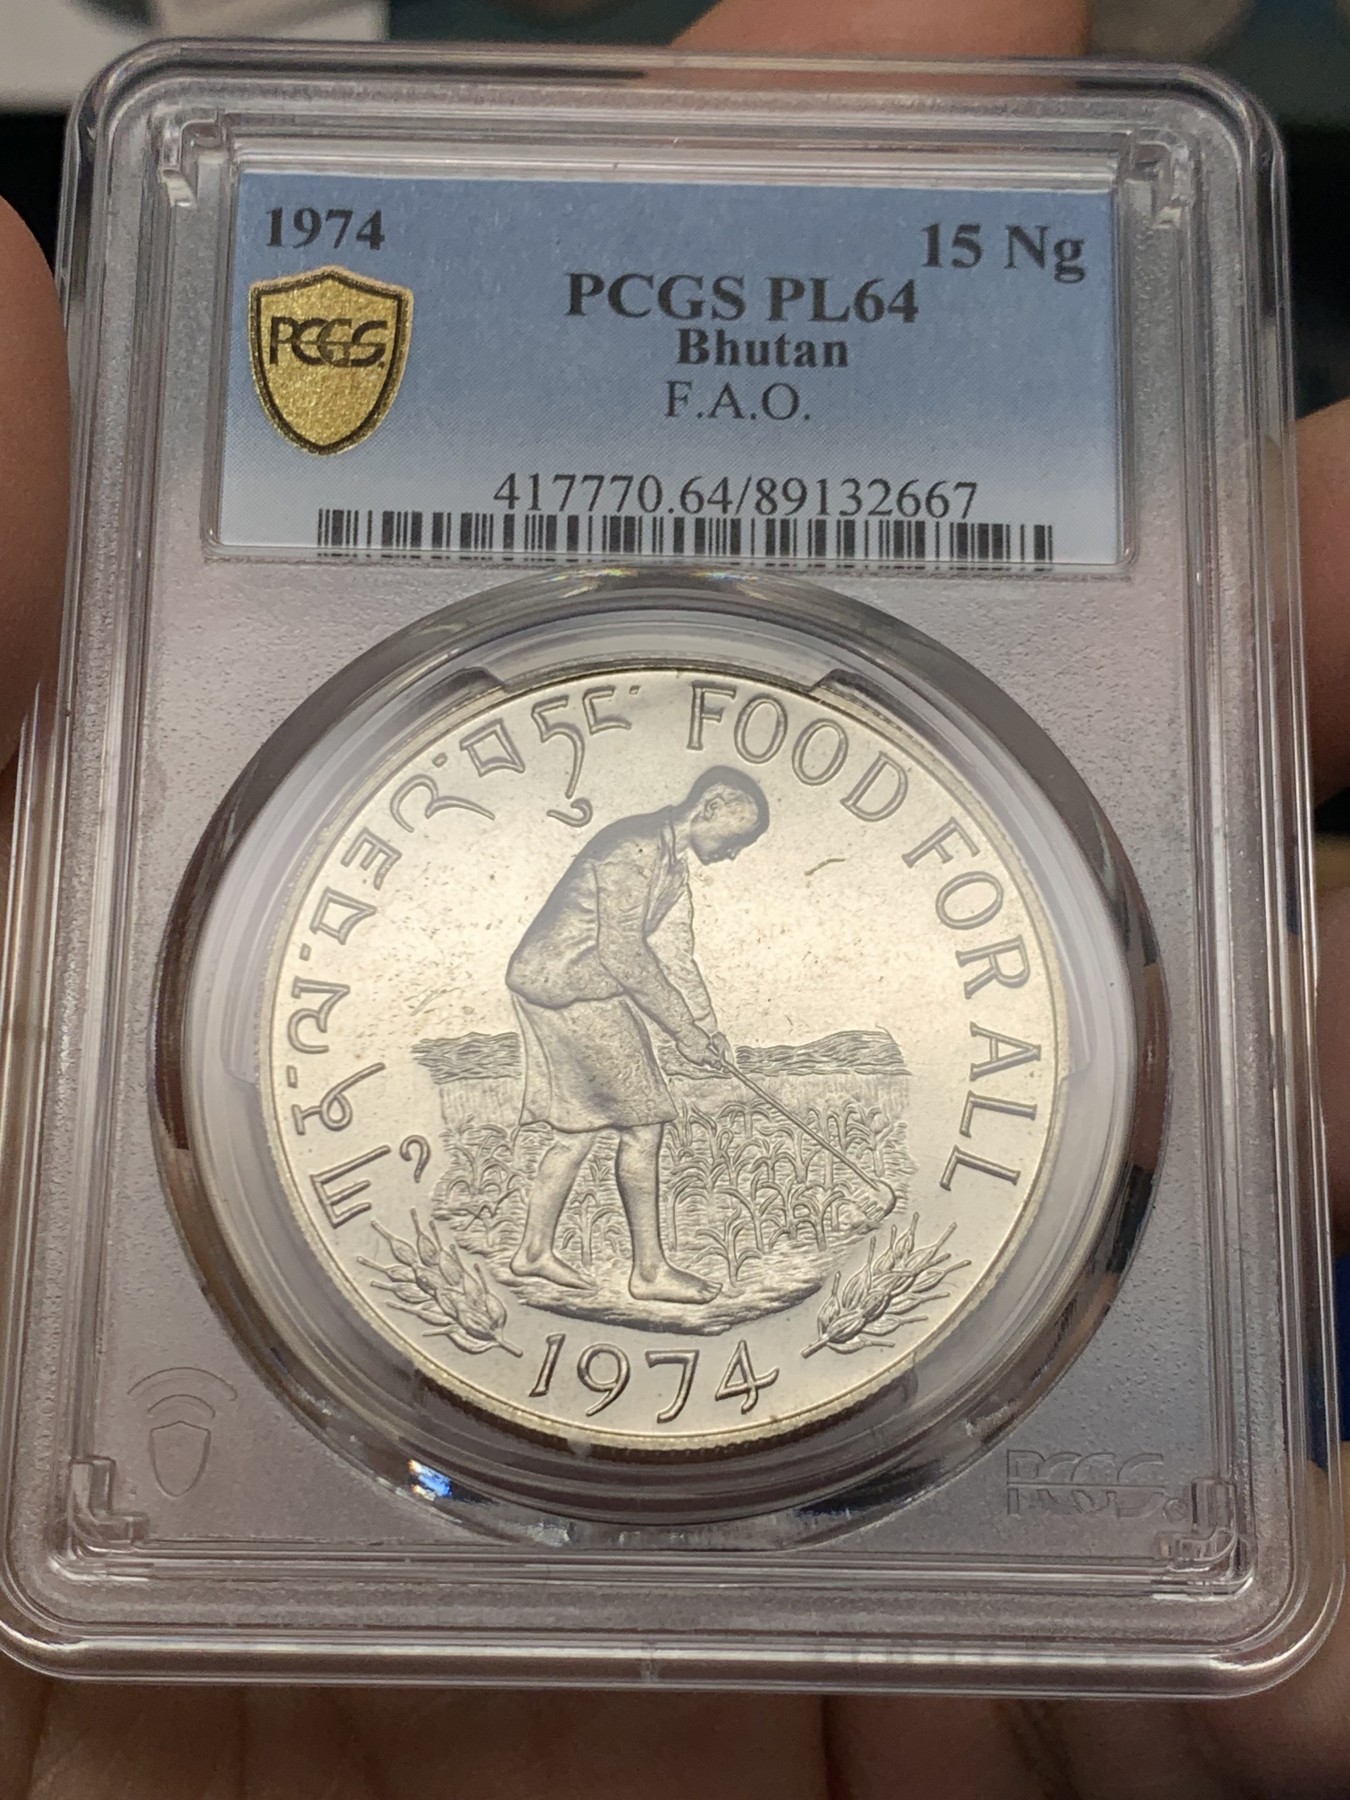 1974
15 Ng
PCGS PL64
Bhutan
F.A.O.
PCGS
417770.64/89132667
FOOD FOR ALL
1974
PCGS